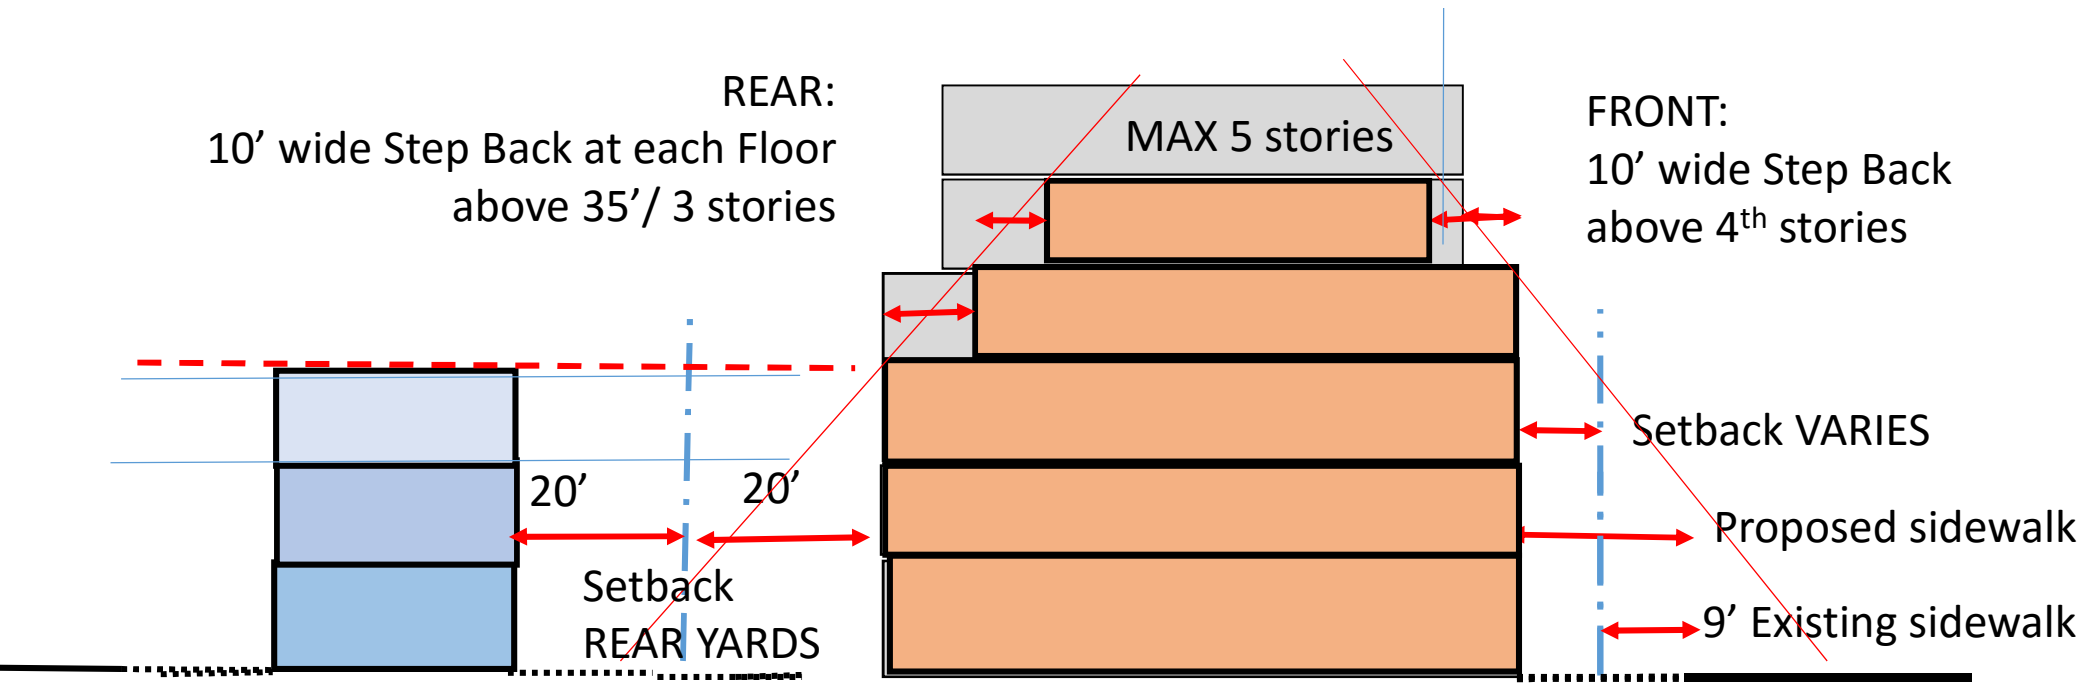 REAR:
10’ wide Step Back at each Floor
above 35’/ 3 stories
MAX 5 stories
FRONT:
10’ wide Step Back
above 4th stories
20’
20’
Setback
REAR YARDS
Setback VARIES
Proposed sidewalk
9’ Existing sidewalk